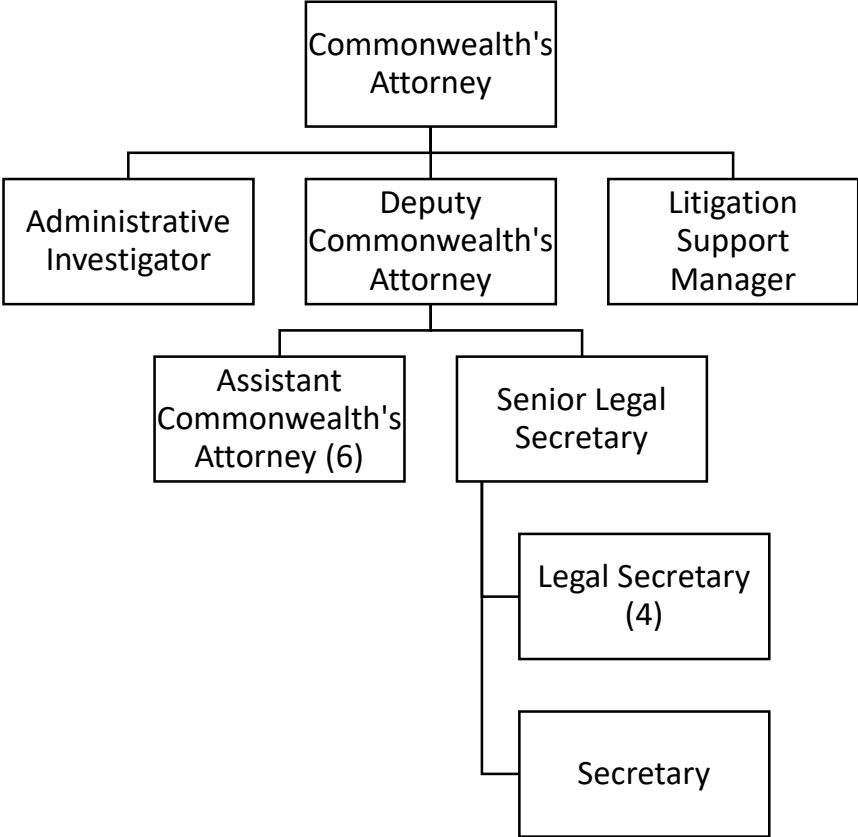 Commonwealth's
Attorney
Administrative
Investigator
Deputy
Commonwealth's
Attorney
Litigation
Support
Manager
Assistant
Commonwealth's
Attorney (6)
Senior Legal
Secretary
Legal Secretary
(4)
Secretary